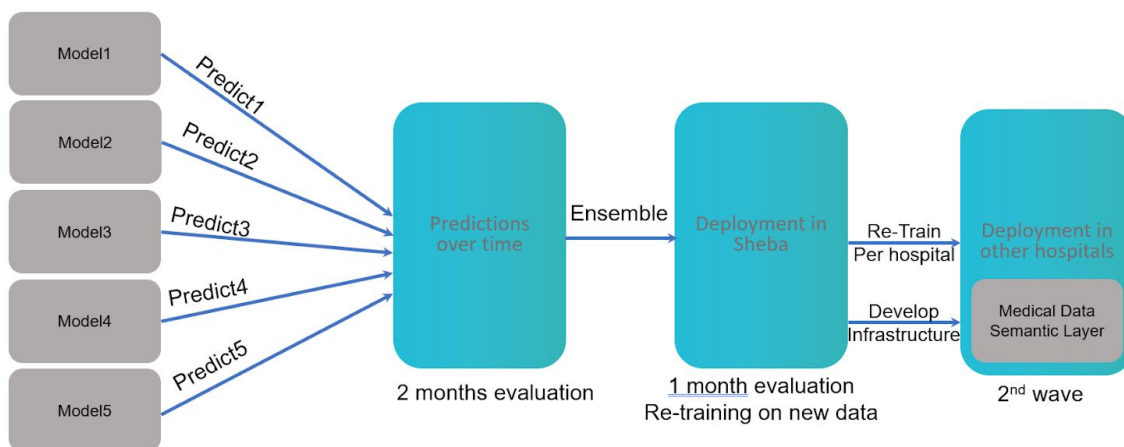 Model1
Model2
Model3
Model4
Model5
Predict1
Predict2
Predict3
Predict4
Predict5
Predictions
over time
2 months evaluation
Ensemble
Deployment in
Sheba
1 month evaluation
Re-training on new data
Re-Train
Per hospital
Develop
Infrastructure
Deployment in
other hospitals
Medical Data
Semantic Layer
2nd wave